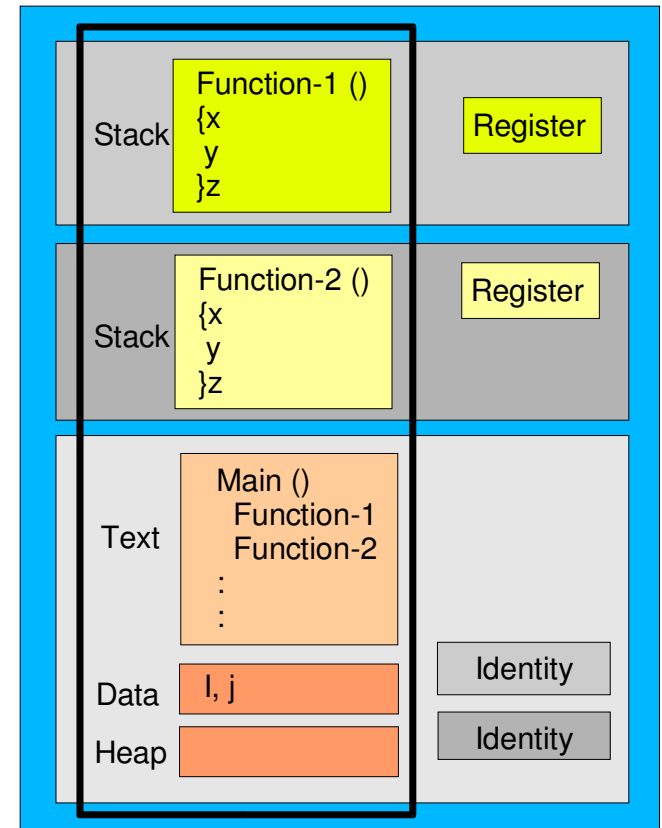 Function-1 ()
{x
y
}z
Stack
Register
Function-2 ()
{x
y
}z
Stack
Register
Main ()
Function-1
Function-2
:
:
Text
Data
I, j
Heap
Identity
Identity